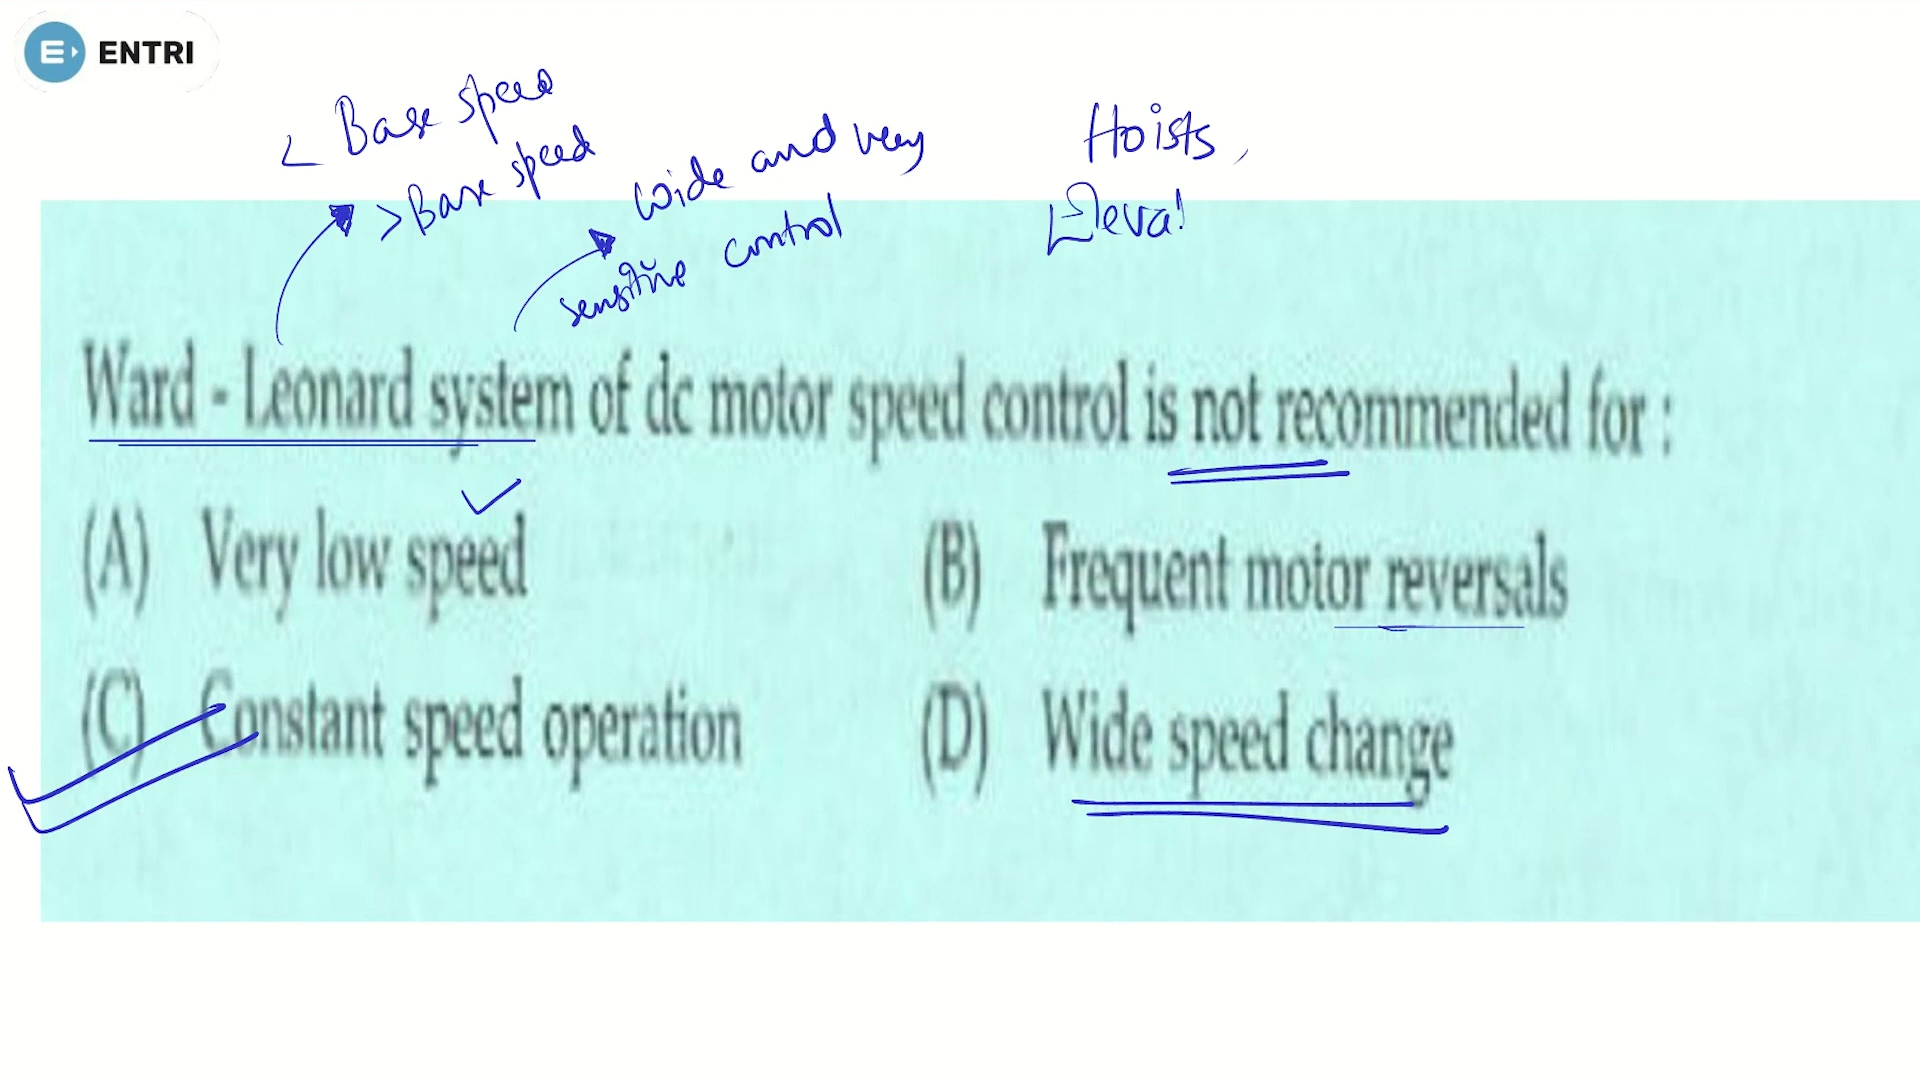 ENTRI
< Base speed
> Base speed
Wide and very
sensitive control
Hoists,
Eleva
Ward - Leonard system of dc motor speed control is not recommended for :
(A) Very low speed
(B) Frequent motor reversals
(C) Constant speed operation
(D) Wide speed change